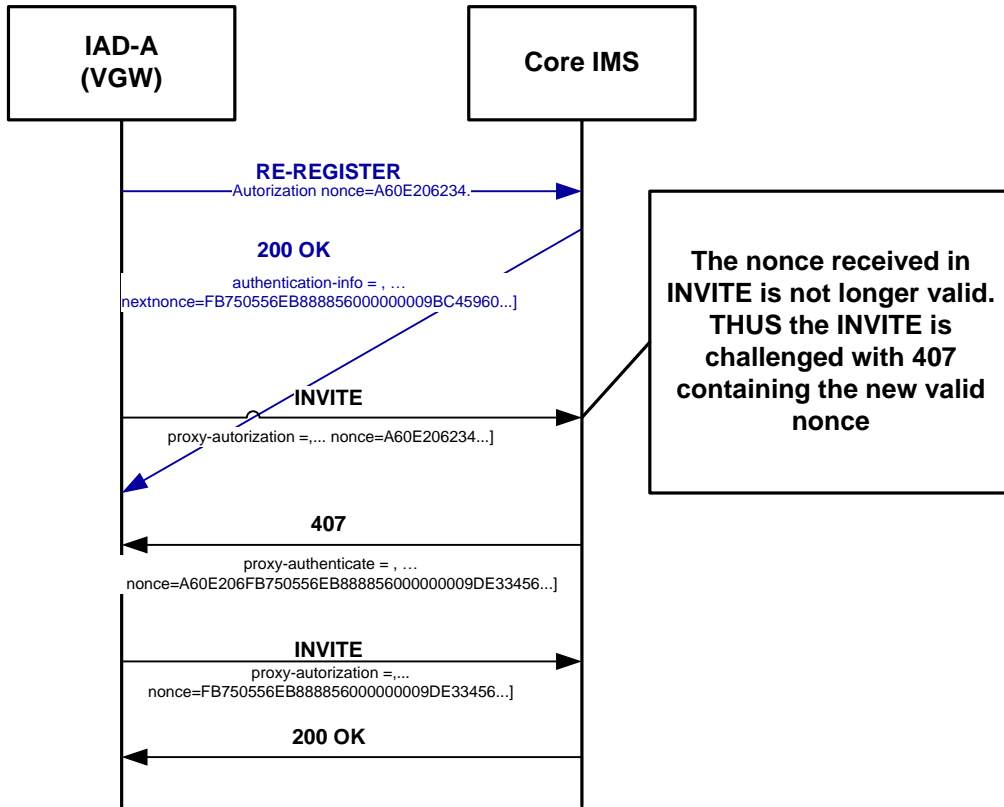 IAD-A
(VGW)
Core IMS
RE-REGISTER
Autorization nonce=A60E206234.
200 OK
authentication-info = , …
nextnonce=FB750556EB888856000000009BC45960...]
The nonce received in
INVITE is not longer valid.
THUS the INVITE is
challenged with 407
containing the new valid
nonce
INVITE
proxy-autorization =,... nonce=A60E206234...]
407
proxy-authenticate = , …
nonce=A60E206FB750556EB888856000000009DE33456...]
INVITE
proxy-autorization =,...
nonce=FB750556EB888856000000009DE33456...]
200 OK